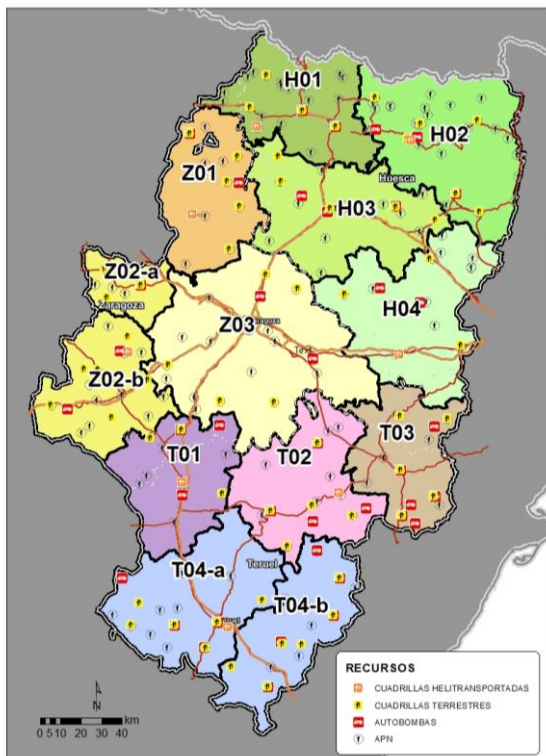 H01
H02
Z01
Huesca
H03
Z02-a
Zaragoza
H04
Z03
Z02-b
T03
T01
T02
T04-a
Teruel
T04-b
N
km
0 5 10 20 30 40
RECURSOS
CUADRILLAS HELITRANSPORTADAS
CUADRILLAS TERRESTRES
AUTOBOMBAS
APN